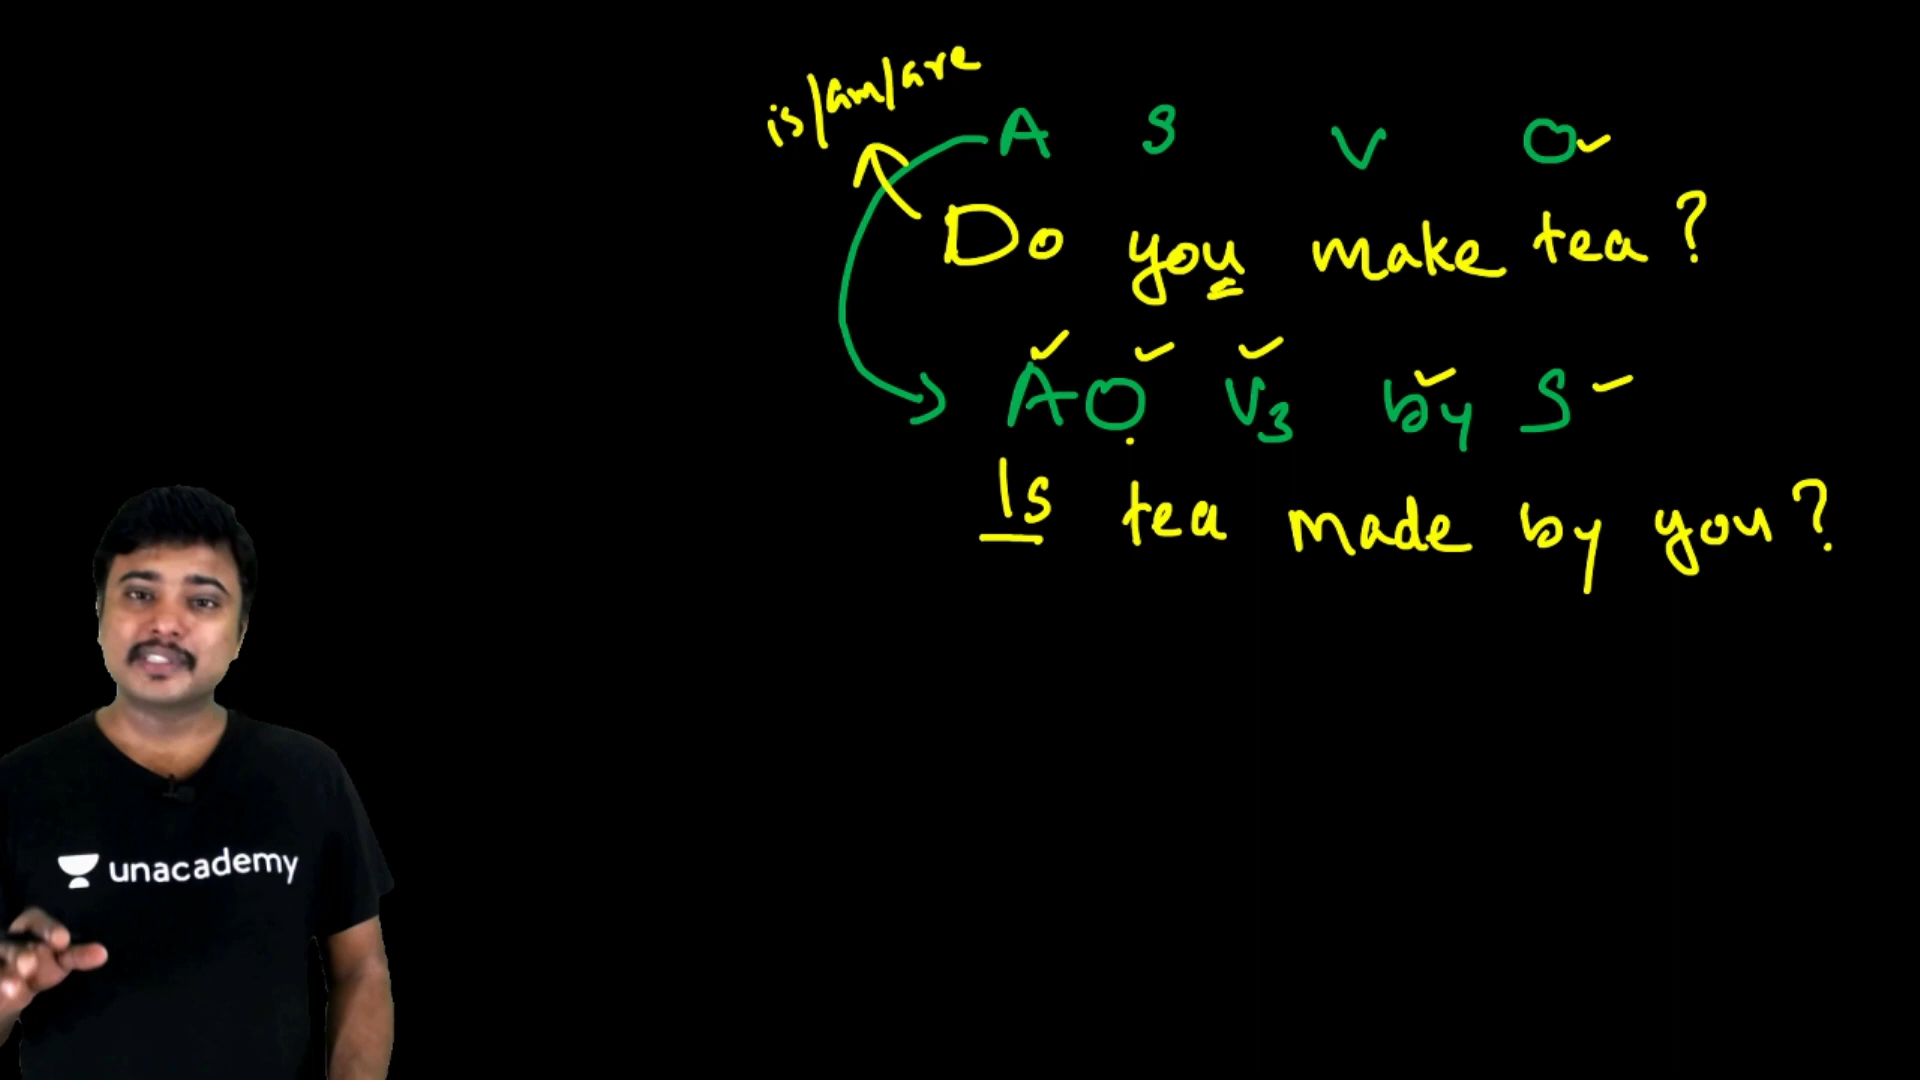 is/am/are
A S V O
Do you make tea?
A O V3 by S
Is tea made by you?
unacademy